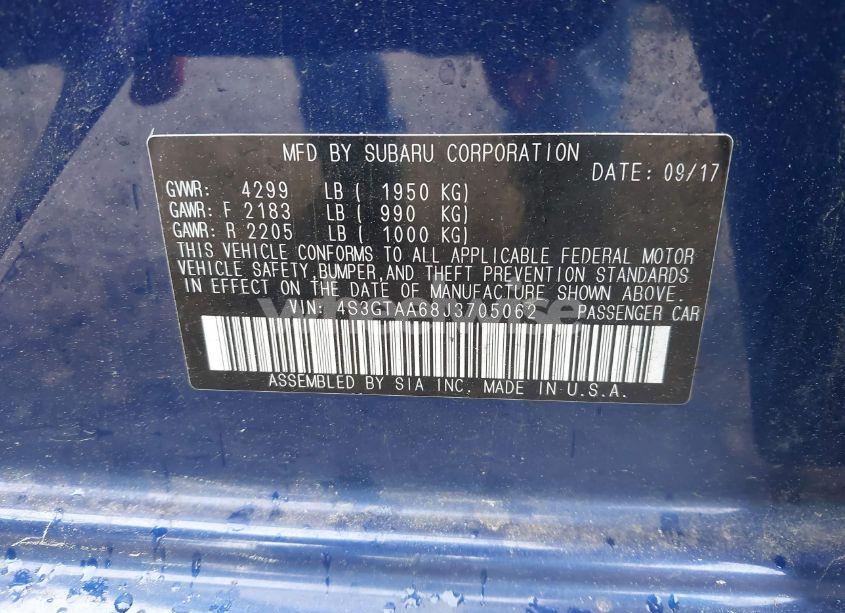 MFD BY SUBARU CORPORATION
DATE: 09/17
GVWR: 4299 LB ( 1950 KG)
GAWR: F 2183 LB ( 990 KG)
GAWR: R 2205 LB ( 1000 KG)
THIS VEHICLE CONFORMS TO ALL APPLICABLE FEDERAL MOTOR
VEHICLE SAFETY,BUMPER,AND THEFT PREVENTION STANDARDS
IN EFFECT ON THE DATE OF MANUFACTURE SHOWN ABOVE.
VIN: 4S3GTAA68J3705062 PASSENGER CAR
ASSEMBLED BY SIA INC. MADE IN U.S.A.